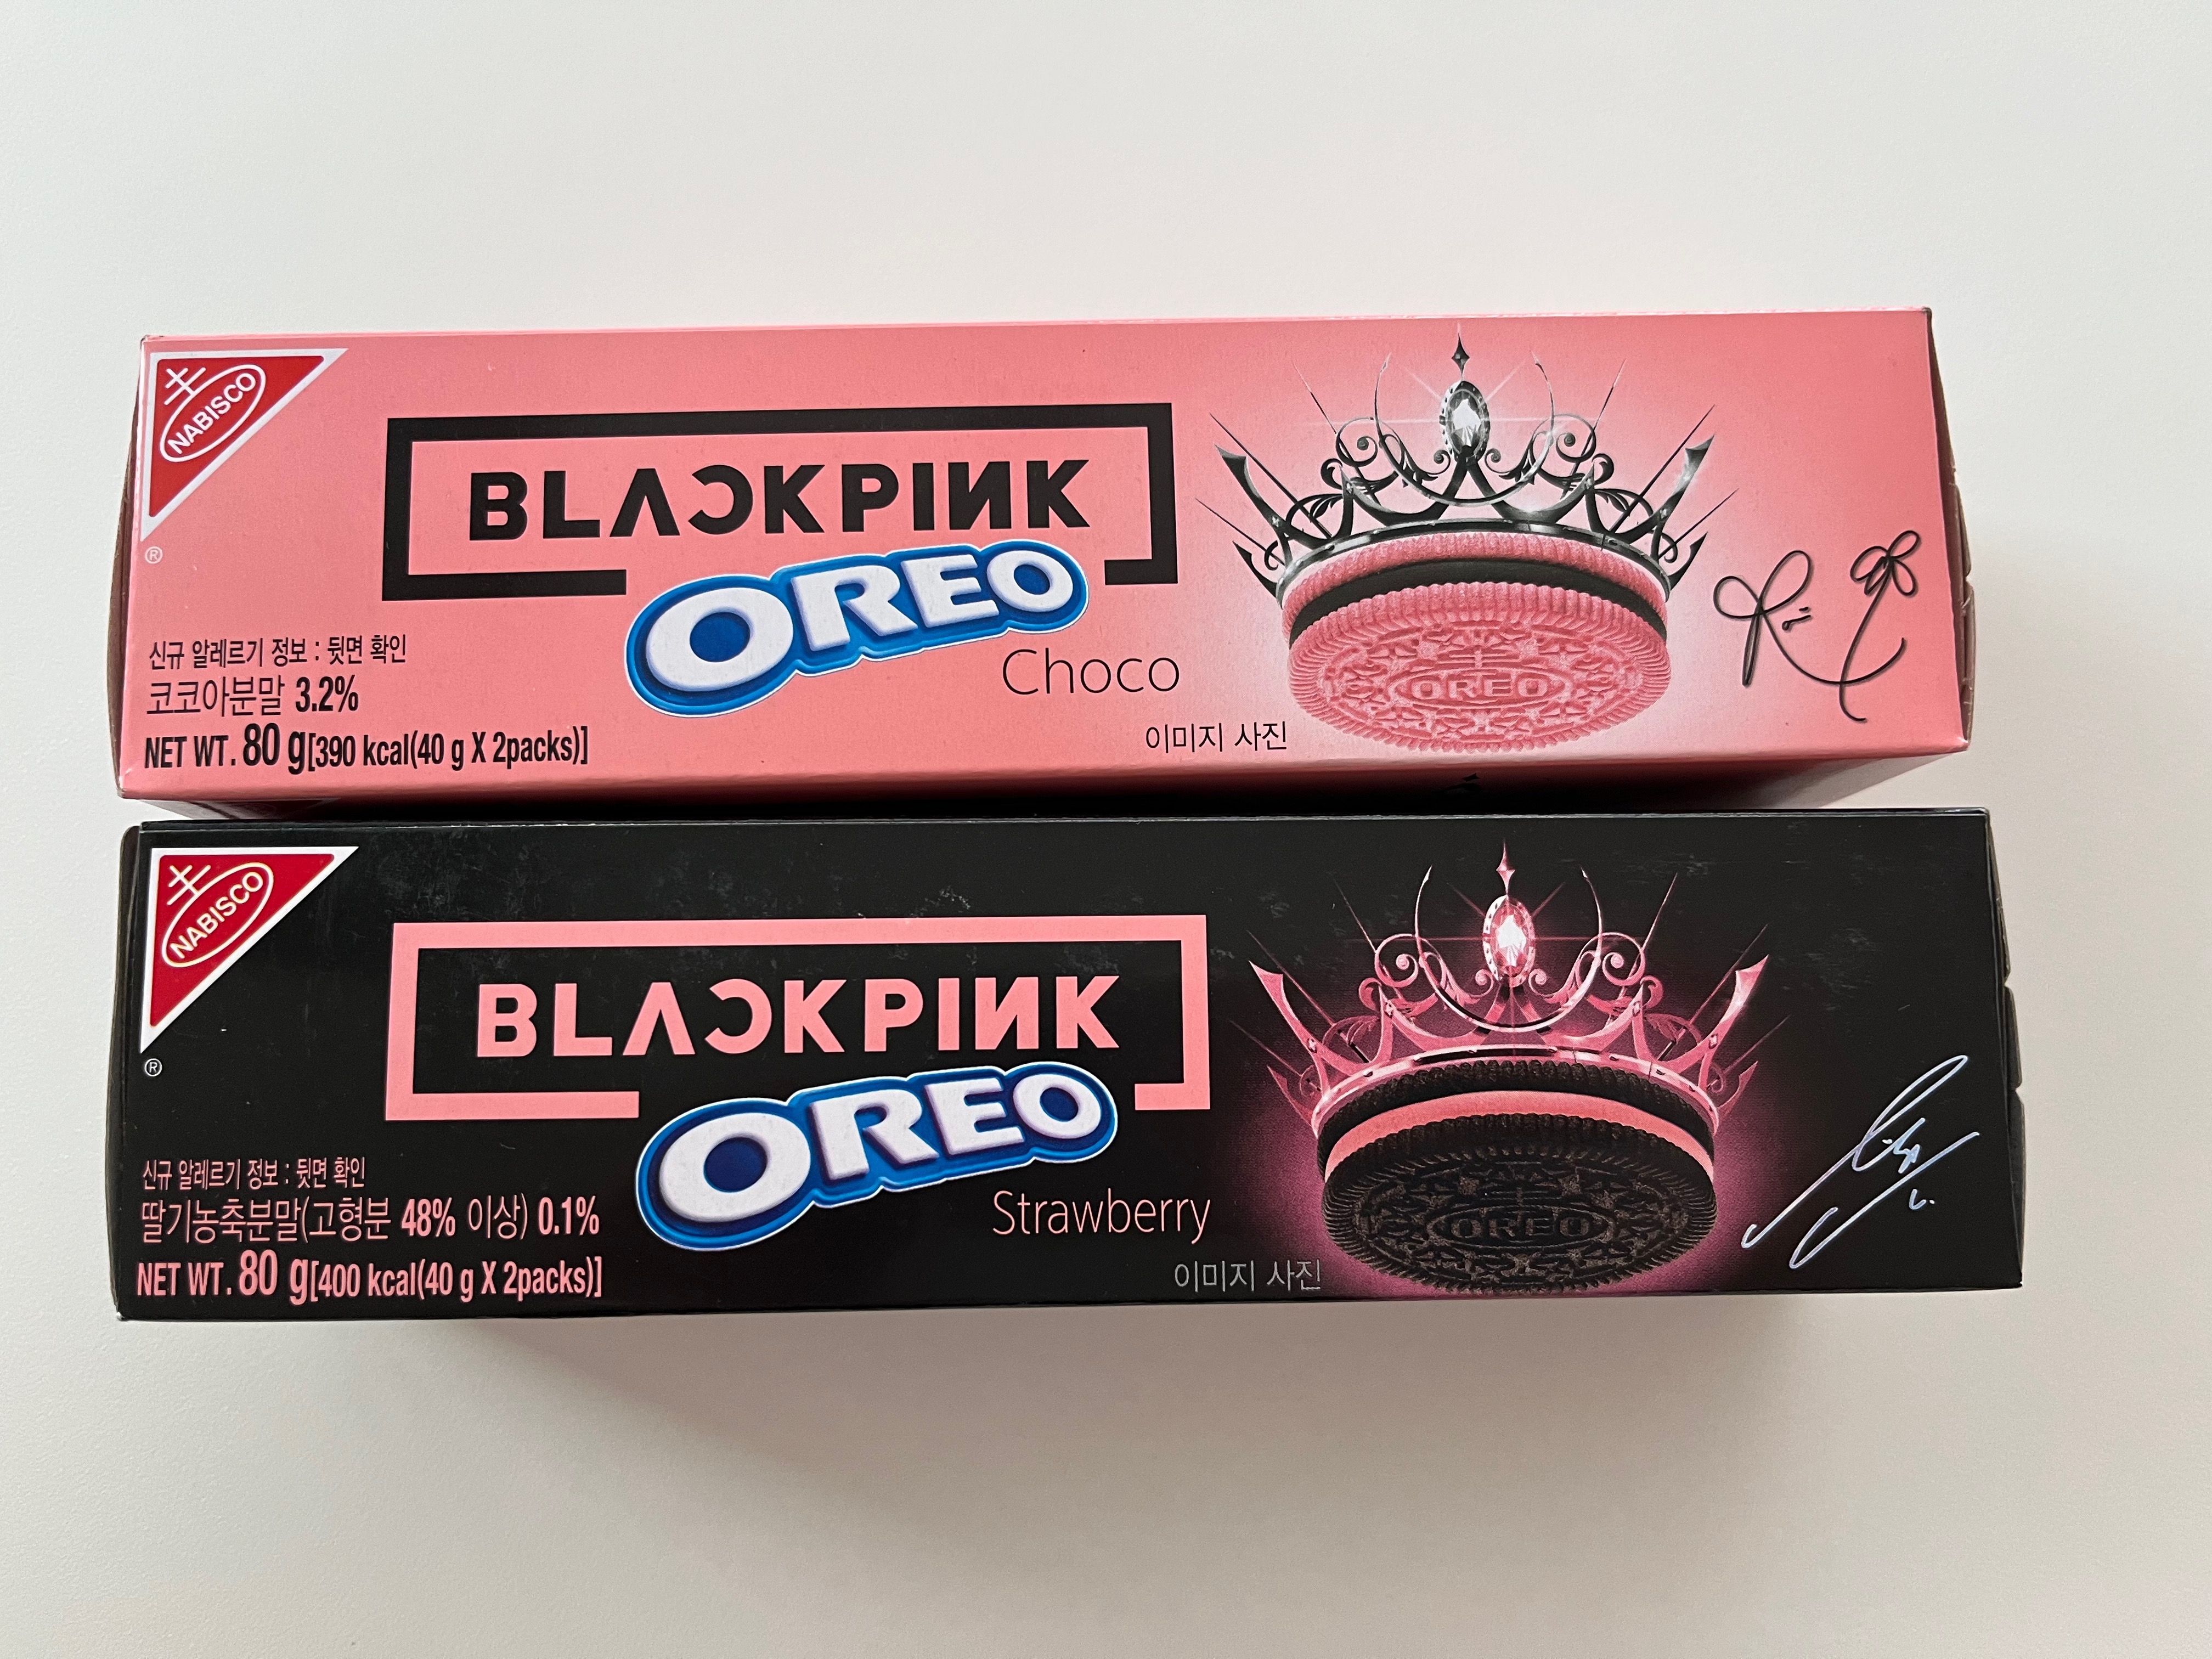 NABISCO
®
BLACKPINK
OREO
Choco
신규 알레르기 정보 : 뒷면 확인
코코아분말 3.2%
NET WT. 80 g[390 kcal(40 g X 2packs)]
이미지 사진
OREO
NABISCO
®
BLACKPINK
OREO
Strawberry
신규 알레르기 정보 : 뒷면 확인
딸기농축분말(고형분 48% 이상) 0.1%
NET WT. 80 g[400 kcal(40 g X 2packs)]
이미지 사진
OREO